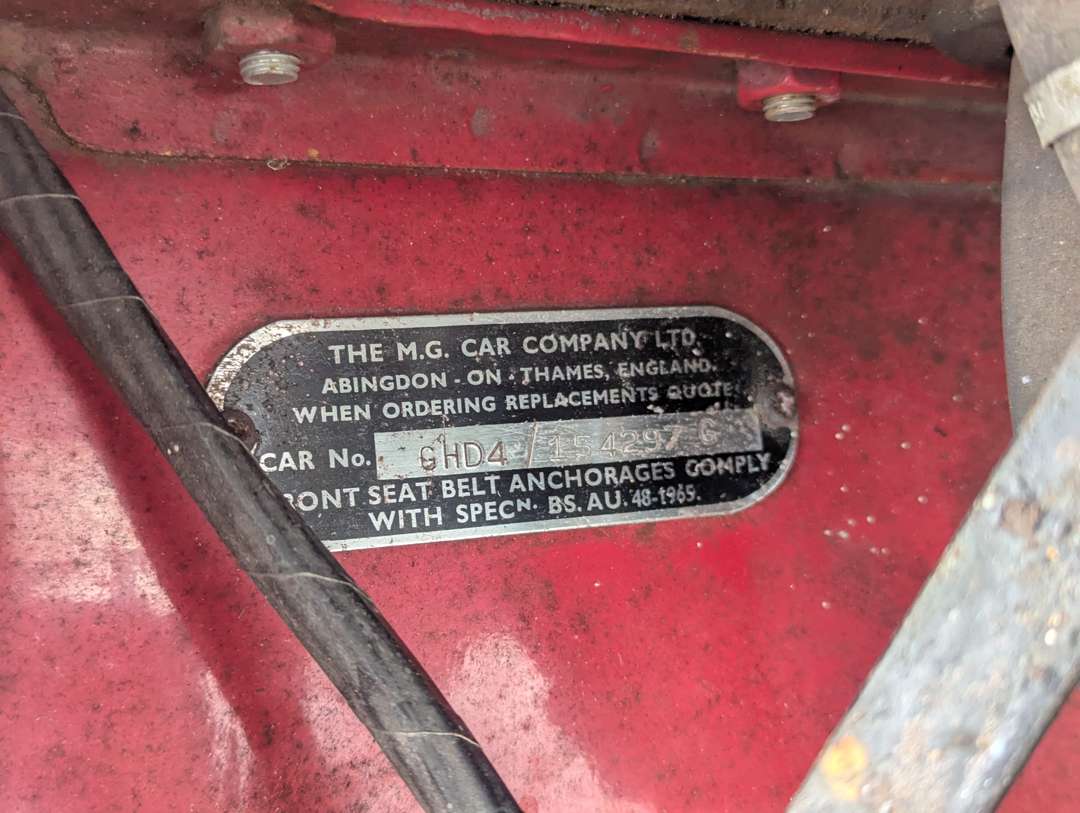 THE M.G. CAR COMPANY LTD.
ABINGDON-ON-THAMES, ENGLAND.
WHEN ORDERING REPLACEMENTS QUOTE
CAR No. GHD4/154297 G
RONT SEAT BELT ANCHORAGES COMPLY
WITH SPECN. BS. AU. 48-1965.